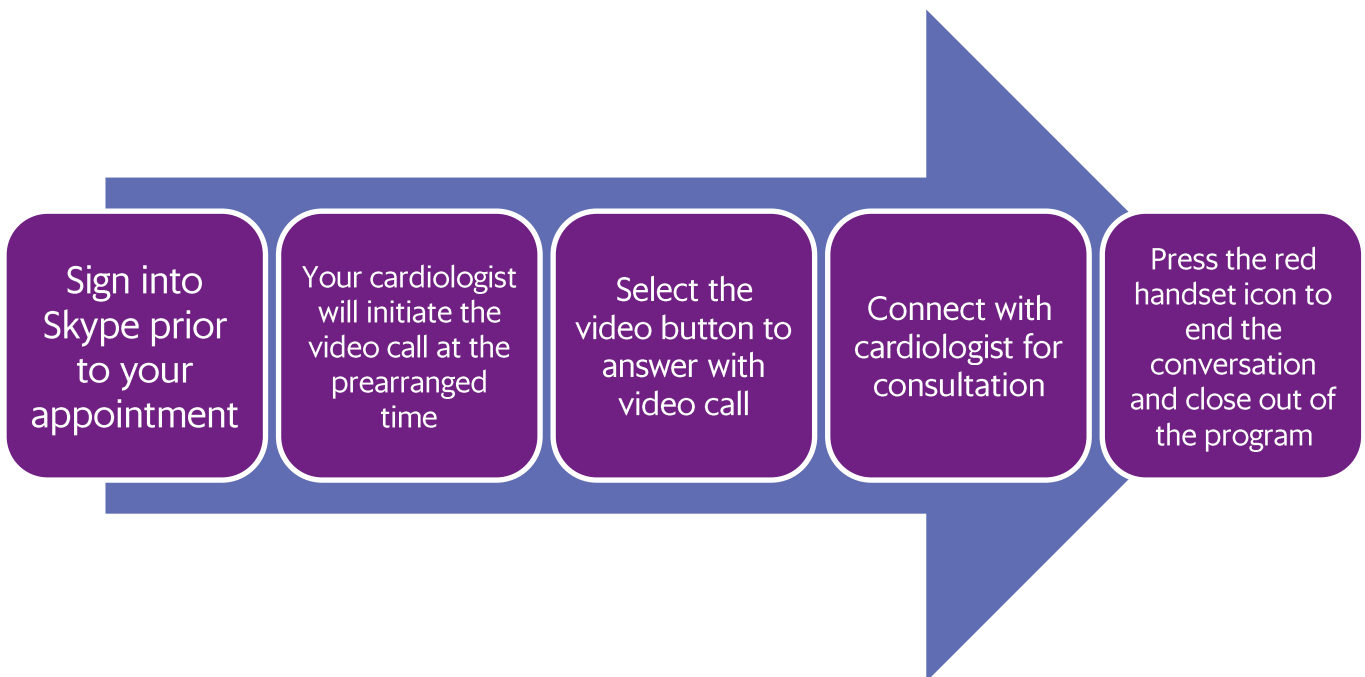 Sign into
Skype prior
to your
appointment
Your cardiologist
will initiate the
video call at the
prearranged
time
Select the
video button to
answer with
video call
Connect with
cardiologist for
consultation
Press the red
handset icon to
end the
conversation
and close out of
the program